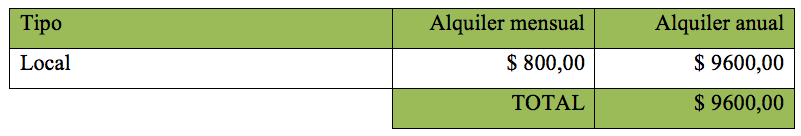 Tipo Alquiler mensual Alquiler anual
Local $ 800,00 $ 9600,00
TOTAL $ 9600,00